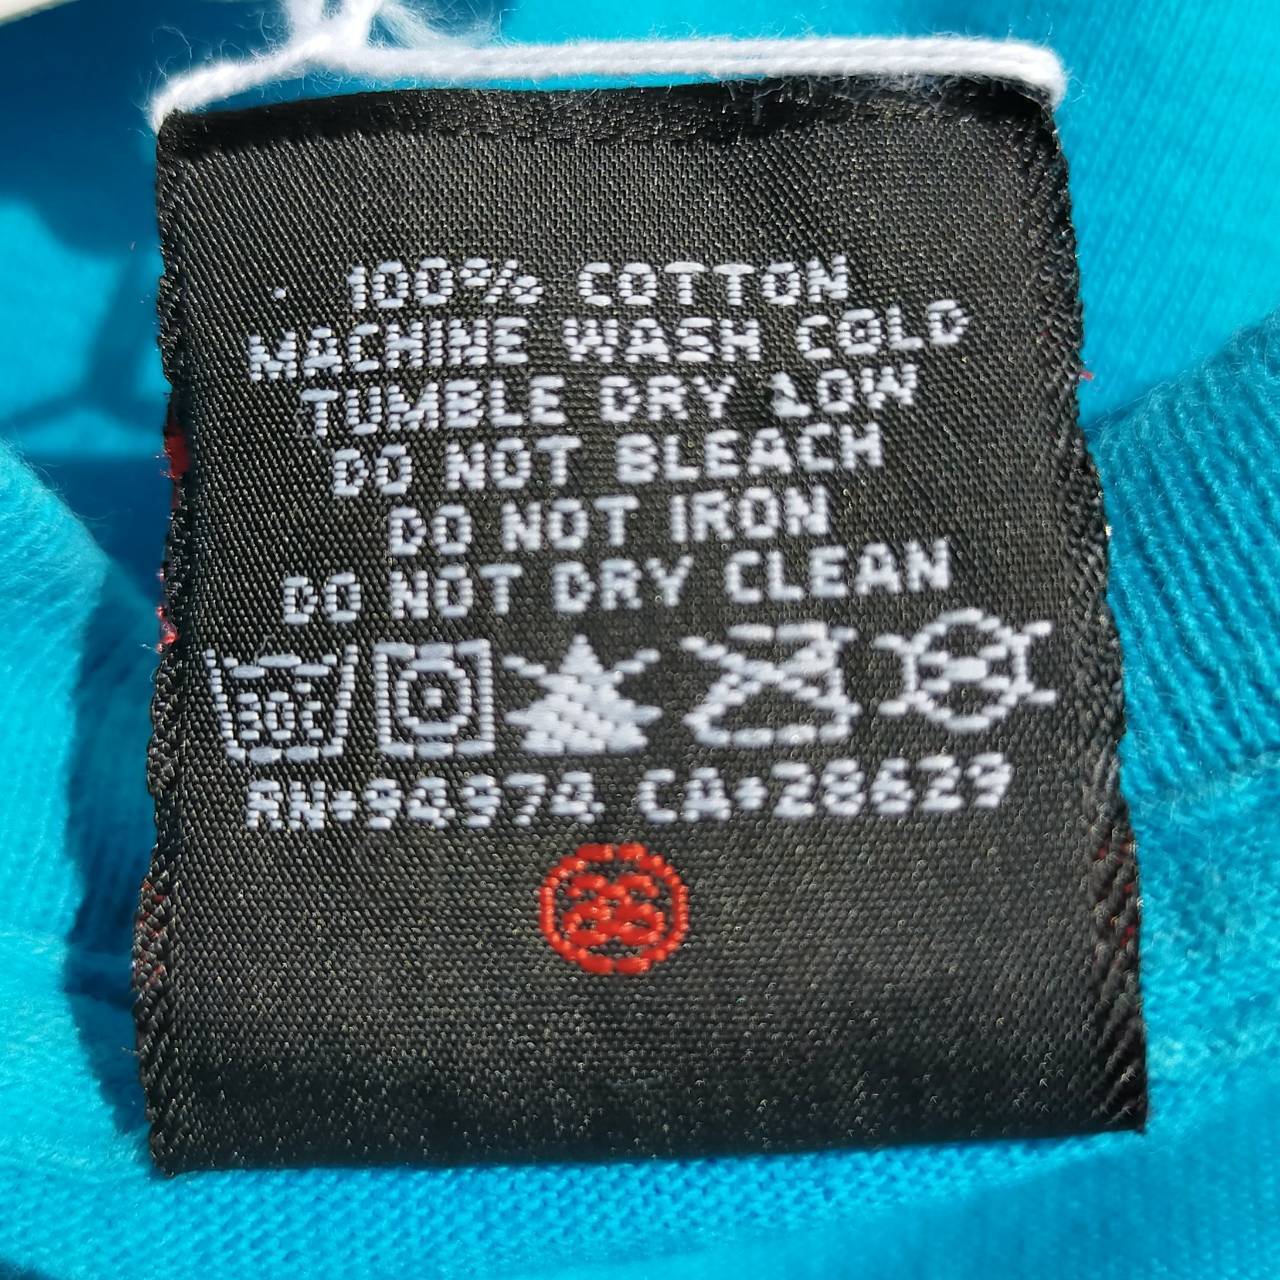 100% COTTON
MACHINE WASH COLD
TUMBLE DRY LOW
DO NOT BLEACH
DO NOT IRON
DO NOT DRY CLEAN
30°C
RN•94974 CA•28629